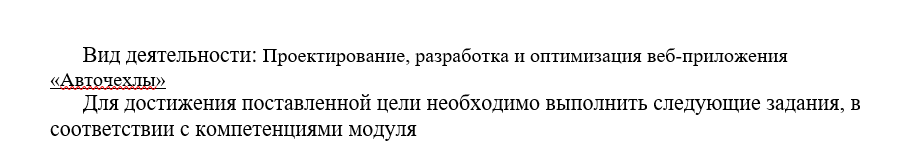 Вид деятельности: Проектирование, разработка и оптимизация веб-приложения
«Авточехлы»
Для достижения поставленной цели необходимо выполнить следующие задания, в
соответствии с компетенциями модуля